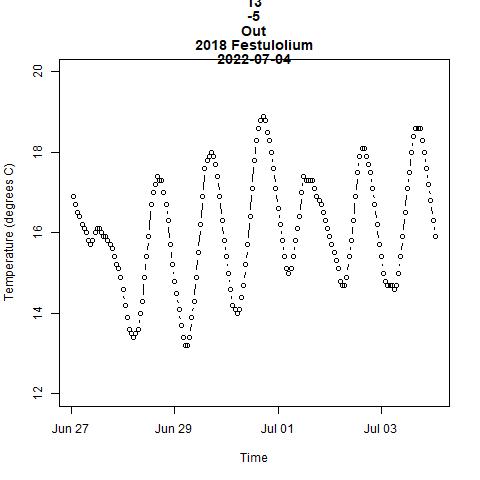 13
-5
Out
2018 Festulolium
2022-07-04
Temperature (degrees C)
20
18
16
14
12
Jun 27
Jun 29
Jul 01
Jul 03
Time